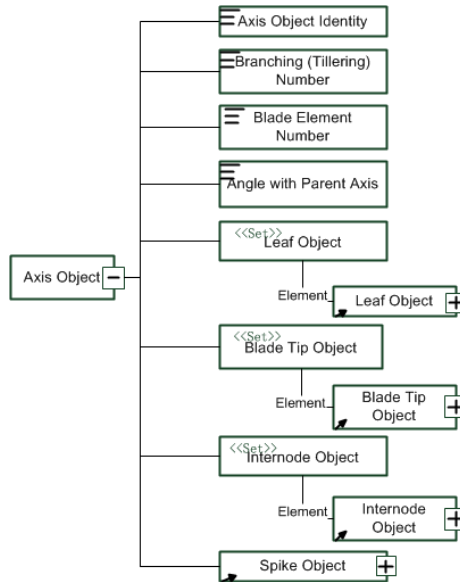 Axis Object Identity
Branching (Tillering)
Number
Blade Element
Number
Angle with Parent Axis
<<Set>>
Leaf Object
Axis Object
Element
Leaf Object
<<Set>>
Blade Tip Object
Element
Blade Tip
Object
<<Set>>
Internode Object
Element
Internode
Object
Spike Object